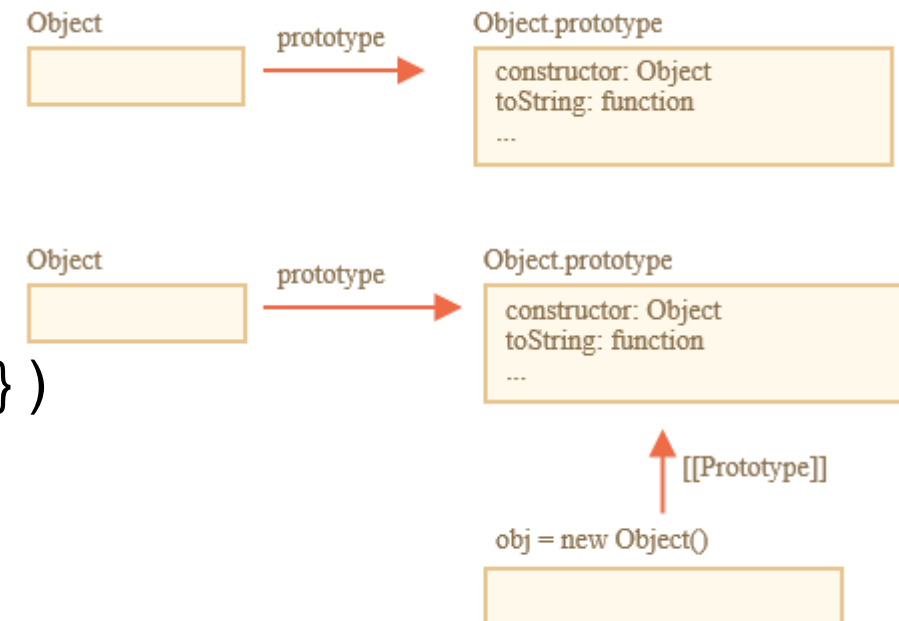 Object
prototype
Object.prototype
constructor: Object
toString: function
...
Object
prototype
Object.prototype
constructor: Object
toString: function
...
} )
[[Prototype]]
obj = new Object()